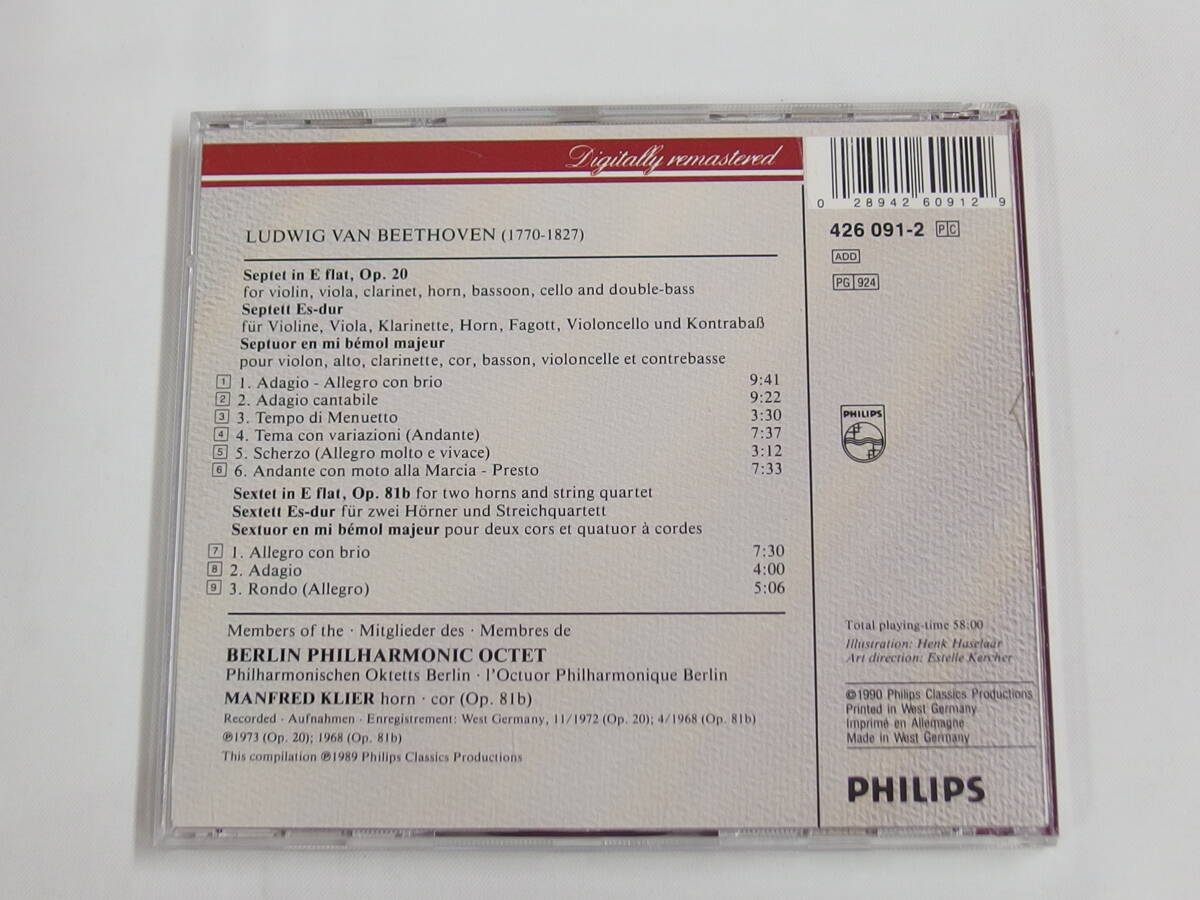 Digitally remastered
0 28942 60912 9
426 091-2 PC
ADD
PG 924
LUDWIG VAN BEETHOVEN (1770-1827)
Septet in E flat, Op. 20
for violin, viola, clarinet, horn, bassoon, cello and double-bass
Septett Es-dur
für Violine, Viola, Klarinette, Horn, Fagott, Violoncello und Kontrabaß
Septuor en mi bémol majeur
pour violon, alto, clarinette, cor, basson, violoncelle et contrebasse
1 1. Adagio - Allegro con brio 9:41
2 2. Adagio cantabile 9:22
3 3. Tempo di Menuetto 3:30
4 4. Tema con variazioni (Andante) 7:37
5 5. Scherzo (Allegro molto e vivace) 3:12
6 6. Andante con moto alla Marcia - Presto 7:33
Sextet in E flat, Op. 81b for two horns and string quartet
Sextett Es-dur für zwei Hörner und Streichquartett
Sextuor en mi bémol majeur pour deux cors et quatuor à cordes
7 1. Allegro con brio 7:30
8 2. Adagio 4:00
9 3. Rondo (Allegro) 5:06
Members of the · Mitglieder des · Membres de
BERLIN PHILHARMONIC OCTET
Philharmonischen Oktetts Berlin · l'Octuor Philharmonique Berlin
MANFRED KLIER horn · cor (Op. 81b)
Recorded · Aufnahmen · Enregistrement: West Germany, 11/1972 (Op. 20); 4/1968 (Op. 81b)
℗1973 (Op. 20); 1968 (Op. 81b)
This compilation ℗1989 Philips Classics Productions
PHILIPS
Total playing-time 58:00
Illustration: Henk Haselaar
Art direction: Estelle Kercher
©1990 Philips Classics Productions
Printed in West Germany
Imprimé en Allemagne
Made in West Germany
PHILIPS